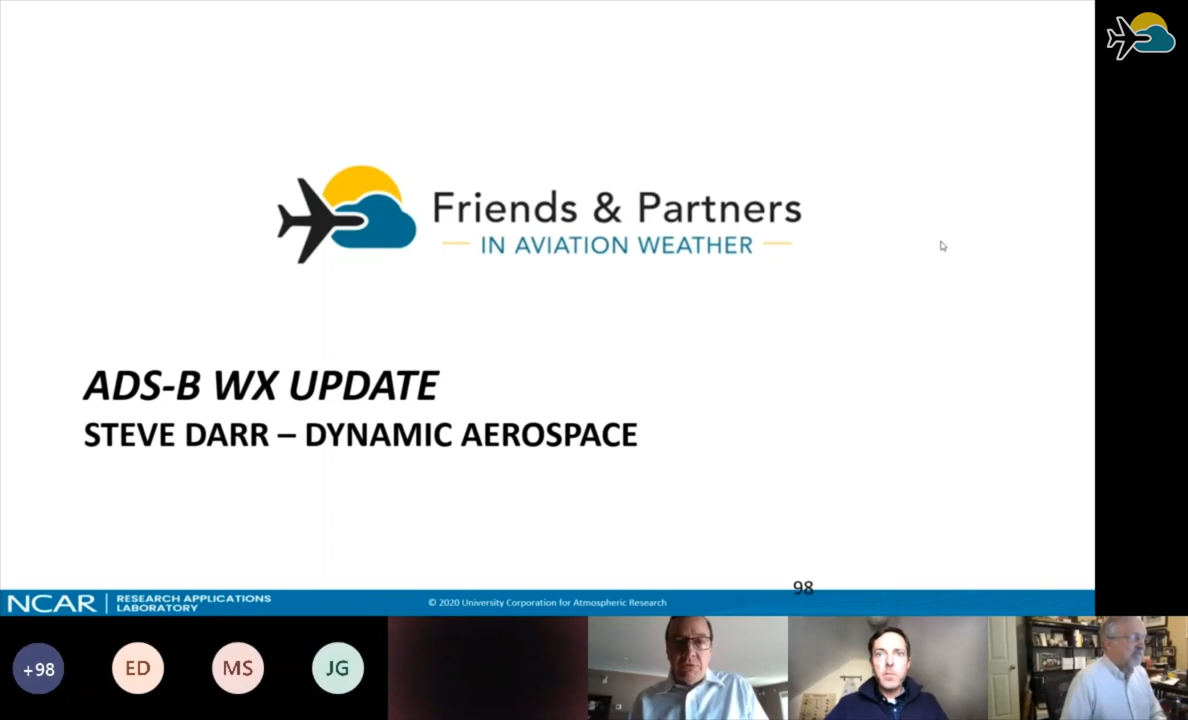 Friends & Partners
IN AVIATION WEATHER
ADS-B WX UPDATE
STEVE DARR – DYNAMIC AEROSPACE
98
NCAR
RESEARCH APPLICATIONS
LABORATORY
© 2020 University Corporation for Atmospheric Research
+98
ED
MS
JG